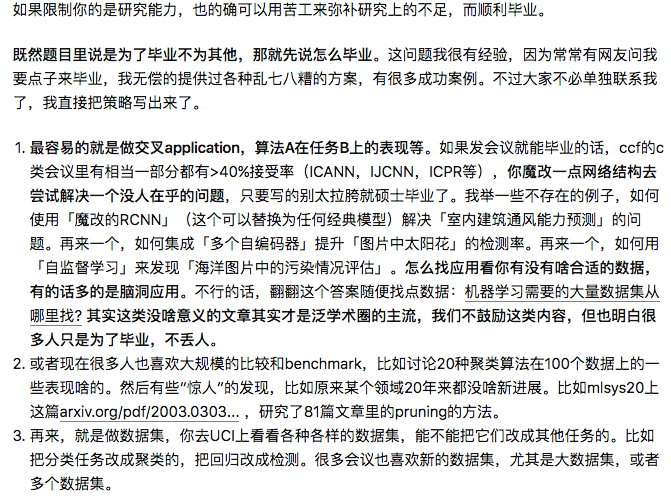 如果限制你的是研究能力，也的确可以用苦工来弥补研究上的不足，而顺利毕业。
既然题目里说是为了毕业不为其他，那就先说怎么毕业。这问题我很有经验，因为常常有网友问我
要点子来毕业，我无偿的提供过各种乱七八糟的方案，有很多成功案例。不过大家不必单独联系我
了，我直接把策略写出来了。
1. 最容易的就是做交叉application，算法A在任务B上的表现等。如果发会议就能毕业的话，ccf的c
类会议里有相当一部分都有>40%接受率（ICANN，IJCNN，ICPR等），你魔改一点网络结构去
尝试解决一个没人在乎的问题，只要写的别太拉胯就硕士毕业了。我举一些不存在的例子，如何
使用「魔改的RCNN」（这个可以替换为任何经典模型）解决「室内建筑通风能力预测」的问
题。再来一个，如何集成「多个自编码器」提升「图片中太阳花」的检测率。再来一个，如何用
「自监督学习」来发现「海洋图片中的污染情况评估」。怎么找应用看你有没有啥合适的数据，
有的话多的是脑洞应用。不行的话，翻翻这个答案随便找点数据：机器学习需要的大量数据集从
哪里找? 其实这类没啥意义的文章其实才是泛学术圈的主流，我们不鼓励这类内容，但也明白很
多人只是为了毕业，不丢人。
2. 或者现在很多人也喜欢大规模的比较和benchmark，比如讨论20种聚类算法在100个数据上的一
些表现啥的。然后有些“惊人”的发现，比如原来某个领域20年来都没啥新进展。比如mlsys20上
这篇arxiv.org/pdf/2003.0303... ，研究了81篇文章里的pruning的方法。
3. 再来，就是做数据集，你去UCI上看看各种各样的数据集，能不能把它们改成其他任务的。比如
把分类任务改成聚类的，把回归改成检测。很多会议也喜欢新的数据集，尤其是大数据集，或者
多个数据集。